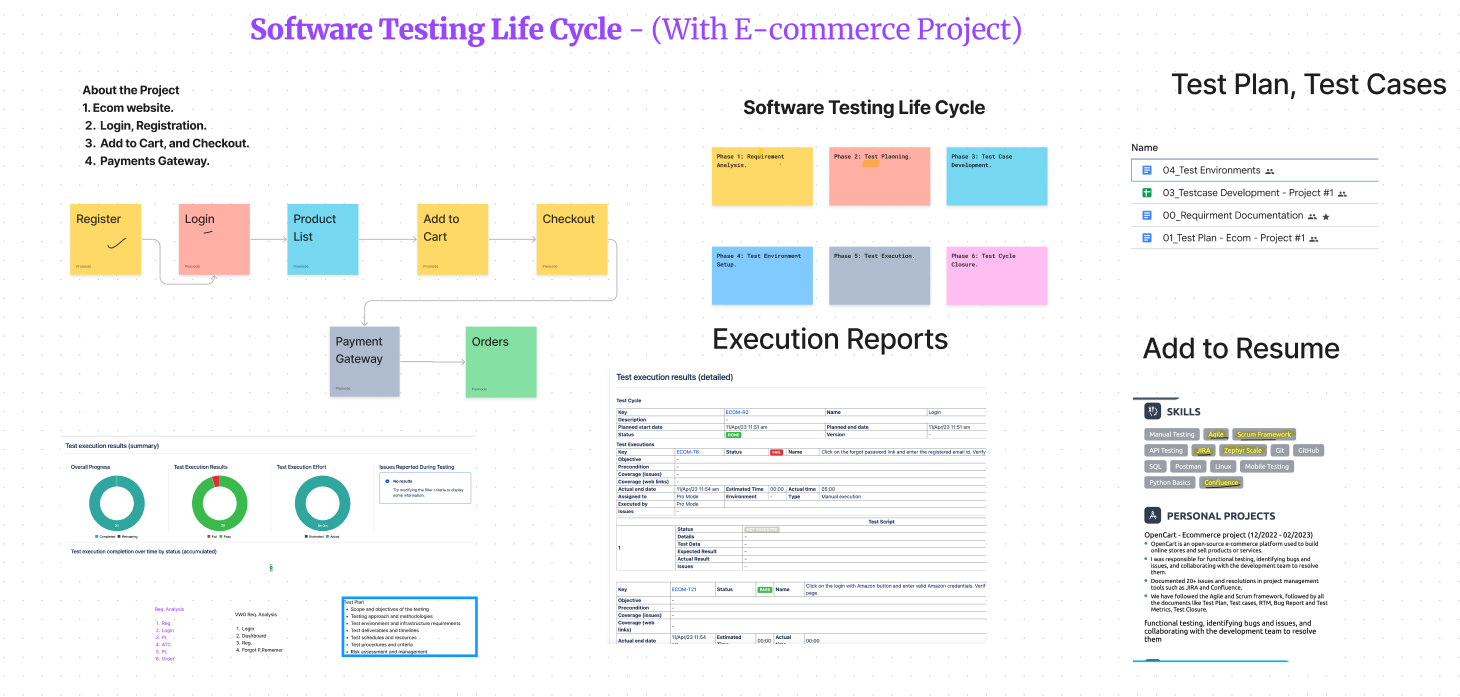 Software Testing Life Cycle - (With E-commerce Project)
About the Project
1. Ecom website.
2. Login, Registration.
3. Add to Cart, and Checkout.
4. Payments Gateway.
Register
Promode
Login
Promode
Product
List
Promode
Add to
Cart
Promode
Checkout
Promode
Payment
Gateway
Promode
Orders
Promode
Software Testing Life Cycle
Phase 1: Requirement
Analysis.
Phase 2: Test Planning.
Phase 3: Test Case
Development.
Phase 4: Test Environment
Setup.
Phase 5: Test Execution.
Phase 6: Test Cycle
Closure.
Test Plan, Test Cases
Name
04_Test Environments
03_Testcase Development - Project #1
00_Requirment Documentation
01_Test Plan - Ecom - Project #1
Test execution results (summary)
Overall Progress
Completed Remaining
Test Execution Results
Fail Pass
Test Execution Effort
Estimated Actual
Issues Reported During Testing
No results
Try modifying the filter criteria to display
some information.
Test execution completion over time by status (accumulated)
Req. Analysis
1. Reg
2. Login
3. PL
4. ATC
5. PL
6. Order
VWO Req. Analysis
1. Login
2. Dashboard
3. Reg.
4. Forgot P,Rememer
Test Plan
• Scope and objectives of the testing
• Testing approach and methodologies
• Test environment and infrastructure requirements
• Test deliverables and timelines
• Test schedules and resources
• Test procedures and criteria
• Risk assessment and management
Execution Reports
Test execution results (detailed)
Test Cycle
Key ECOM-R2 Name Login
Description -
Planned start date 11/Apr/23 11:51 am Planned end date 11/Apr/23 11:51 am
Status DONE Version -
Test Executions
Key ECOM-T6 Status FAIL Name Click on the forgot password link and enter the registered email id. Verify
Objective -
Precondition -
Coverage (issues) -
Coverage (web links) -
Actual end date 11/Apr/23 11:54 am Estimated Time 00:00 Actual time 05:00
Assigned to Pro Mode Environment - Type Manual execution
Executed by Pro Mode
Issues -
Test Script
1
Status
Details -
Test Data -
Expected Result -
Actual Result -
Issues -
Key ECOM-T21 Status PASS Name Click on the login with Amazon button and enter valid Amazon credentials. Verif
page.
Objective -
Precondition -
Coverage (issues) -
Coverage (web
links) -
Actual end date 11/Apr/23 11:54 Estimated 00:00 Actual 00:00
Add to Resume
SKILLS
Manual Testing Agile Scrum Framework
API Testing JIRA Zephyr Scale Git GitHub
SQL Postman Linux Mobile Testing
Python Basics Confluence
PERSONAL PROJECTS
OpenCart - Ecommerce project (12/2022 - 02/2023)
OpenCart is an open-source e-commerce platform used to build
online stores and sell products or services.
I was responsible for functional testing, identifying bugs and
issues, and collaborating with the development team to resolve
them.
Documented 20+ issues and resolutions in project management
tools such as JIRA and Confluence.
We have followed the Agile and Scrum framework, followed by all
the documents like Test Plan, Test cases, RTM, Bug Report and Test
Metrics, Test Closure.
functional testing, identifying bugs and issues, and
collaborating with the development team to resolve
them